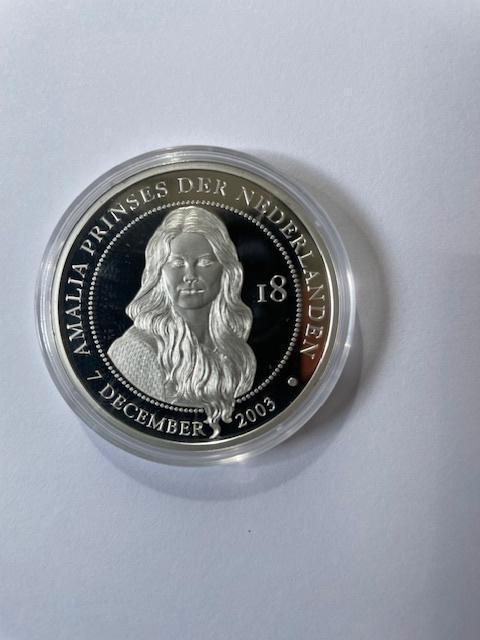 AMALIA PRINSES DER NEDERLANDEN
18
7 DECEMBER 2003